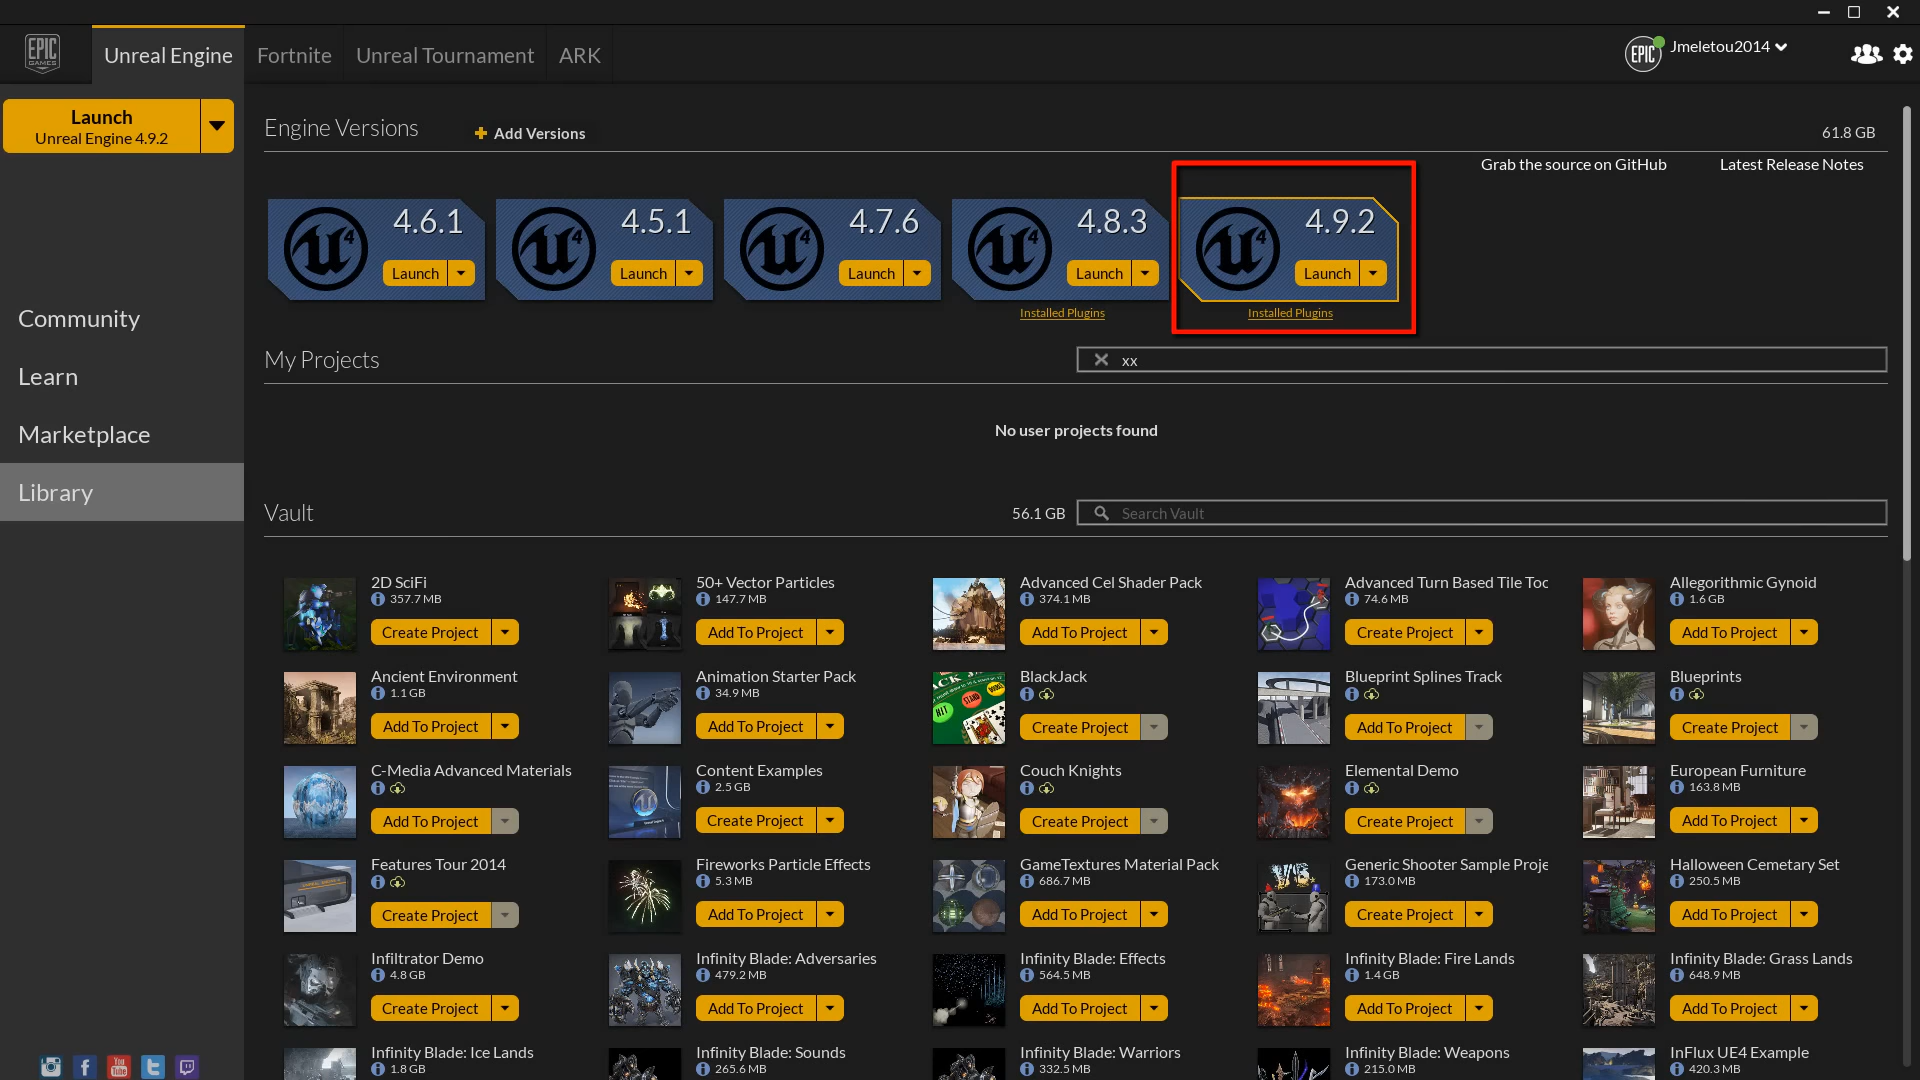 EPIC GAMES
Unreal Engine
Fortnite
Unreal Tournament
ARK
EPIC
Jmeletou2014
Launch
Unreal Engine 4.9.2
Community
Learn
Marketplace
Library
Engine Versions
Add Versions
61.8 GB
Grab the source on GitHub
Latest Release Notes
4.6.1
Launch
4.5.1
Launch
4.7.6
Launch
4.8.3
Launch
Installed Plugins
4.9.2
Launch
Installed Plugins
My Projects
xx
No user projects found
Vault
56.1 GB
Search Vault
2D SciFi
357.7 MB
Create Project
50+ Vector Particles
147.7 MB
Add To Project
Advanced Cel Shader Pack
374.1 MB
Add To Project
Advanced Turn Based Tile Too
74.6 MB
Create Project
Allegorithmic Gynoid
1.6 GB
Add To Project
Ancient Environment
1.1 GB
Add To Project
Animation Starter Pack
34.9 MB
Add To Project
BlackJack
Create Project
Blueprint Splines Track
Add To Project
Blueprints
Create Project
C-Media Advanced Materials
Add To Project
Content Examples
2.5 GB
Create Project
Couch Knights
Create Project
Elemental Demo
Create Project
European Furniture
163.8 MB
Add To Project
Features Tour 2014
Create Project
Fireworks Particle Effects
5.3 MB
Add To Project
GameTextures Material Pack
686.7 MB
Add To Project
Generic Shooter Sample Proje
173.0 MB
Create Project
Halloween Cemetary Set
250.5 MB
Add To Project
Infiltrator Demo
4.8 GB
Create Project
Infinity Blade: Adversaries
479.2 MB
Add To Project
Infinity Blade: Effects
564.5 MB
Add To Project
Infinity Blade: Fire Lands
1.4 GB
Add To Project
Infinity Blade: Grass Lands
648.9 MB
Add To Project
Infinity Blade: Ice Lands
1.8 GB
Infinity Blade: Sounds
265.6 MB
Infinity Blade: Warriors
332.5 MB
Infinity Blade: Weapons
215.0 MB
InFlux UE4 Example
420.3 MB